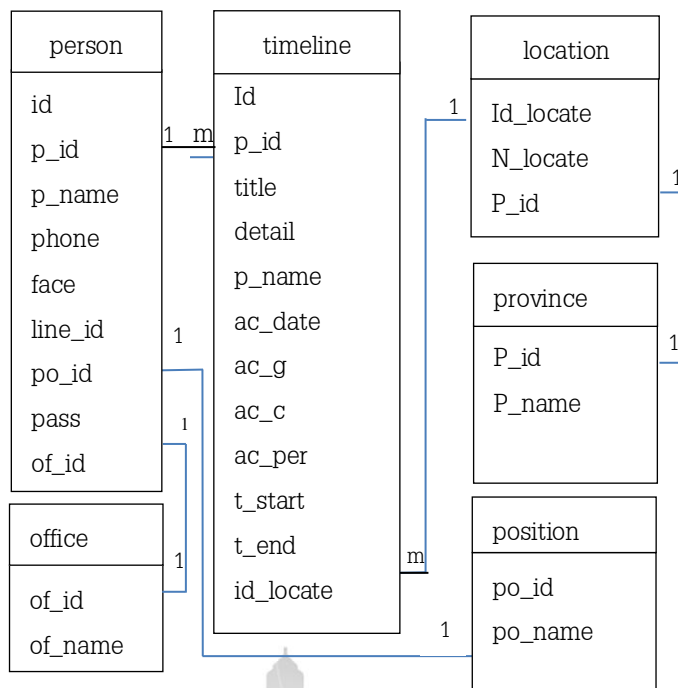 person
id
p_id
p_name
phone
face
line_id
po_id
pass
of_id
office
of_id
of_name
timeline
Id
p_id
title
detail
p_name
ac_date
ac_g
ac_c
ac_per
t_start
t_end
id_locate
location
Id_locate
N_locate
P_id
province
P_id
P_name
position
po_id
po_name
1
m
1
1
1
1
m
1
1
1